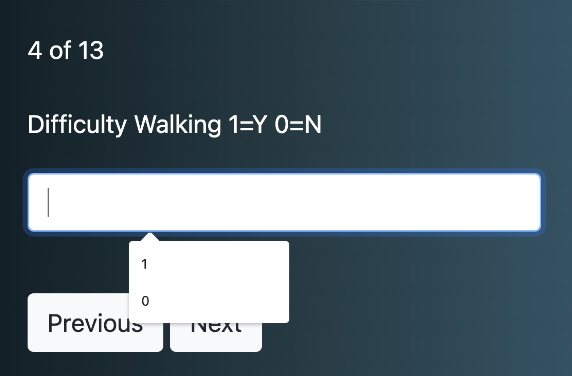 4 of 13
Difficulty Walking 1=Y 0=N
1
0
Previous
Next